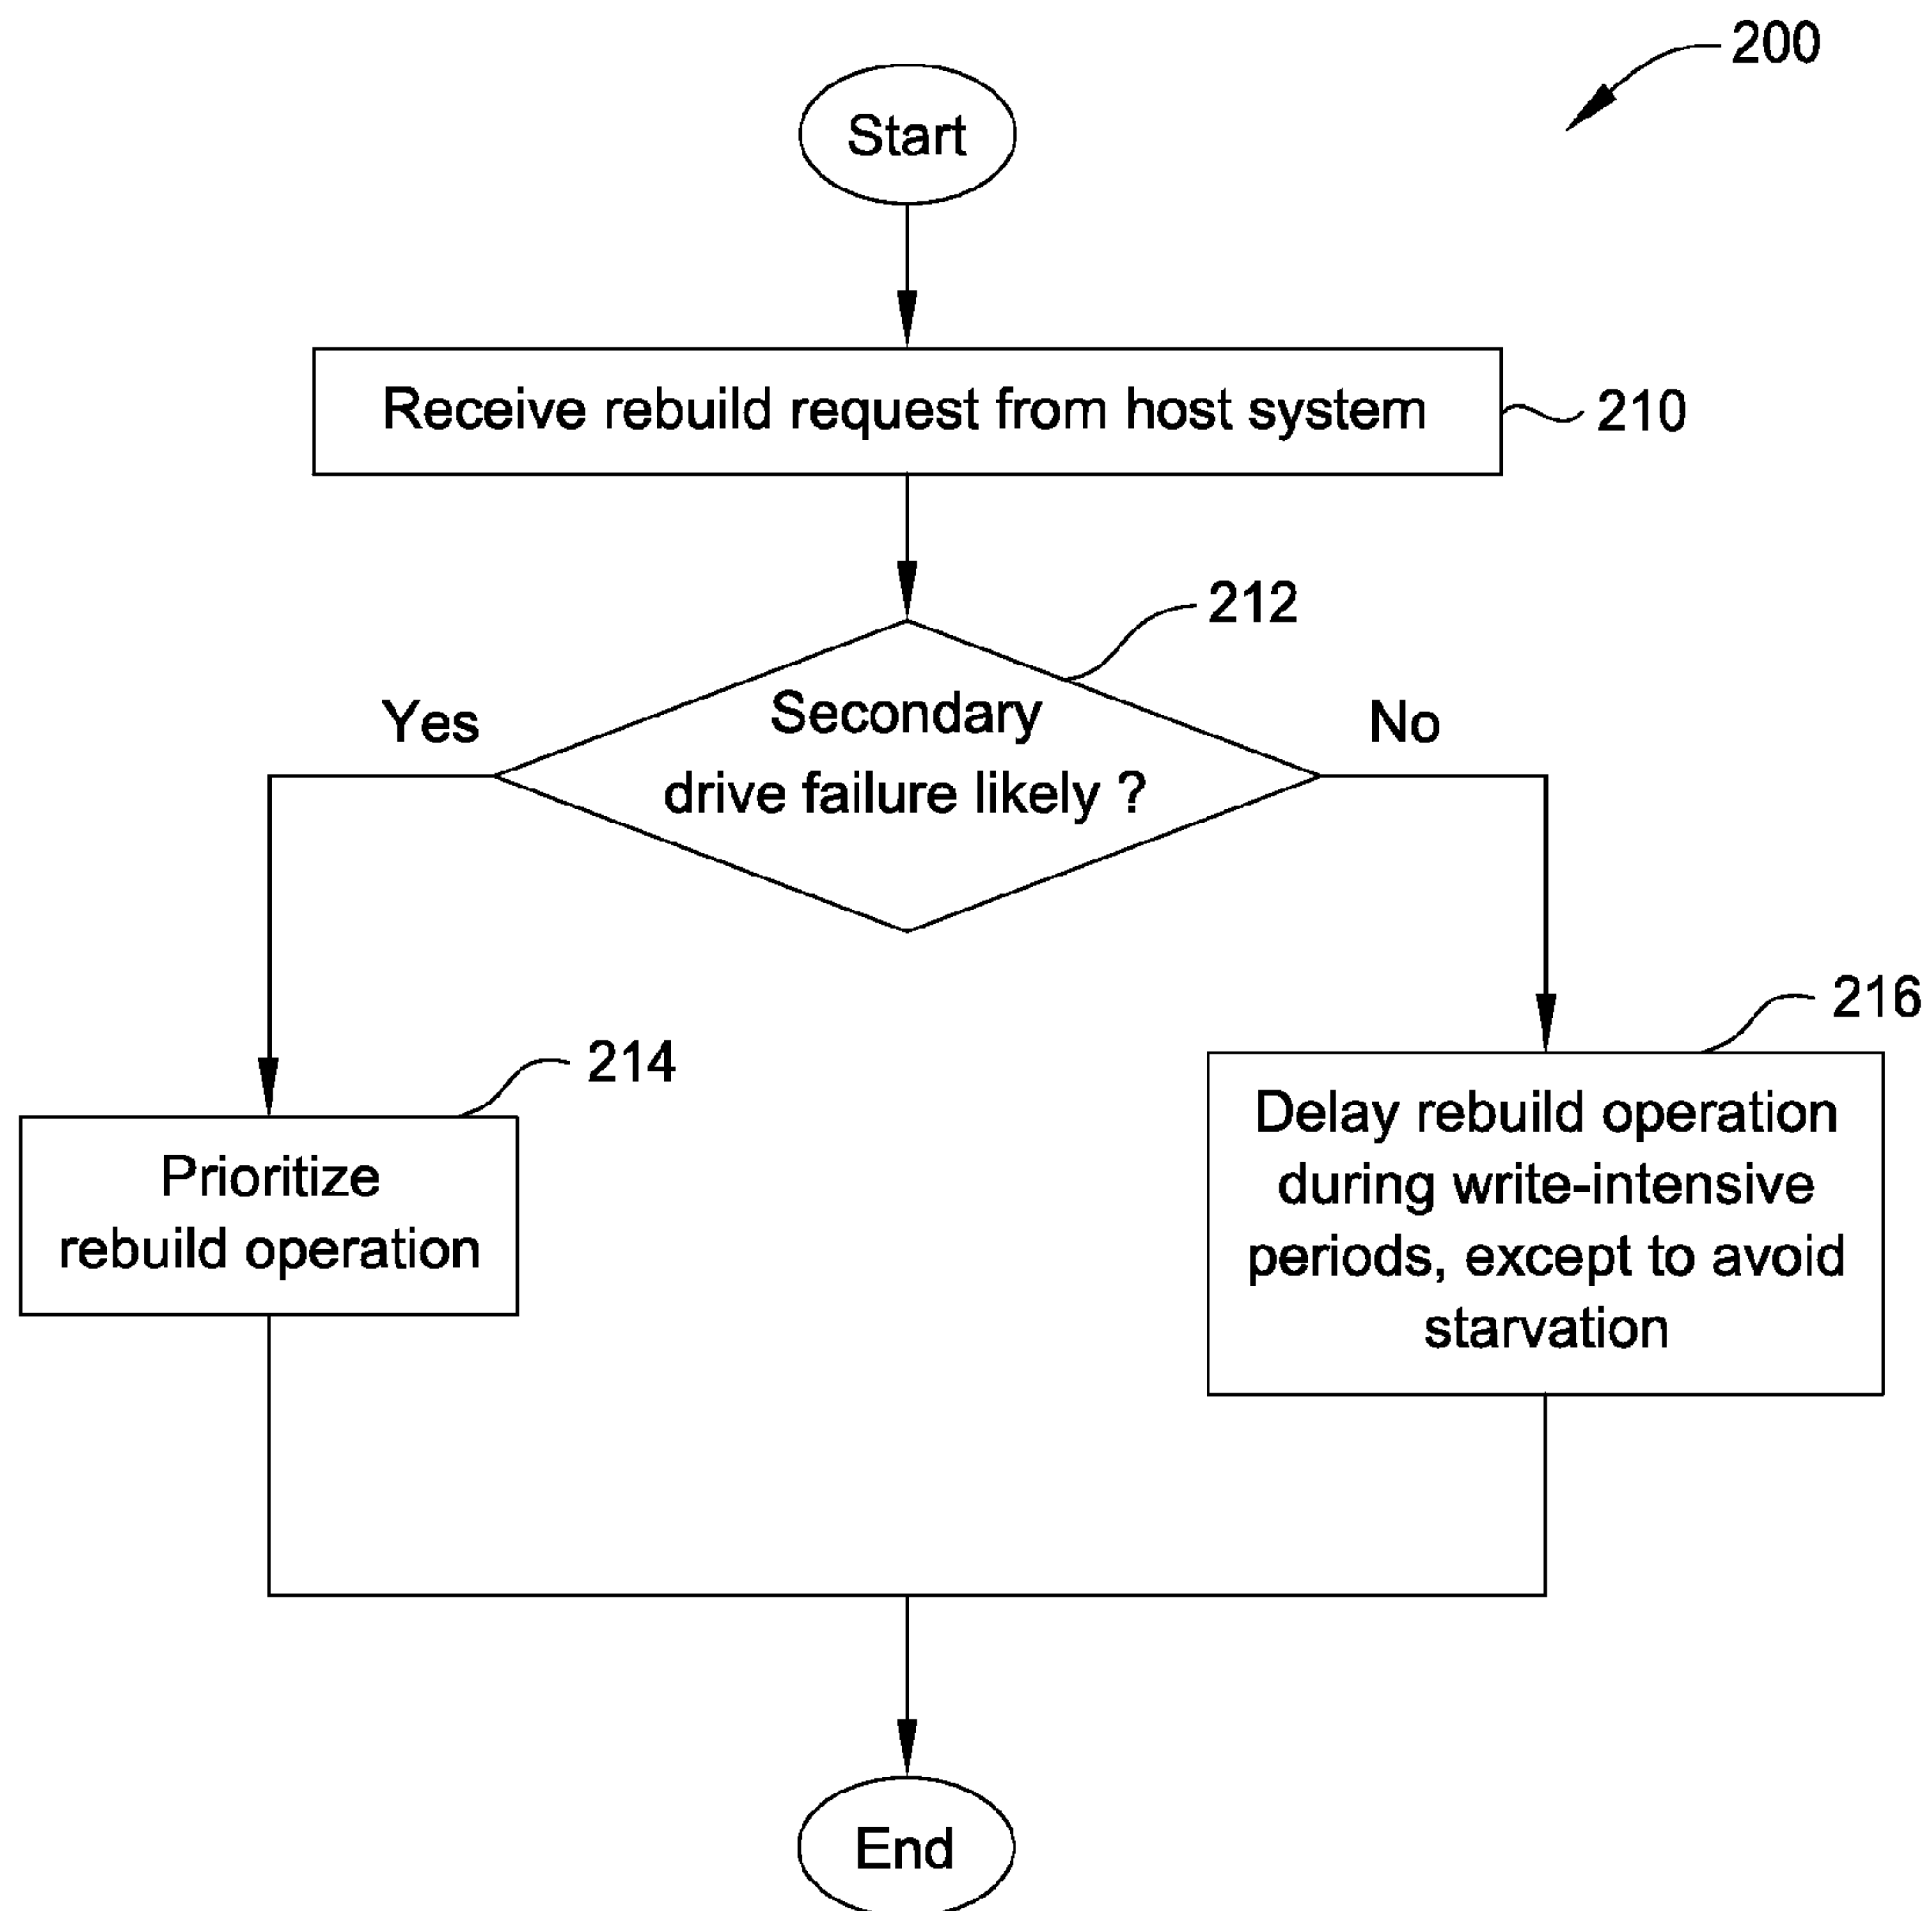 200
Start
Receive rebuild request from host system
210
212
Yes
Secondary
drive failure likely ?
No
214
Prioritize
rebuild operation
216
Delay rebuild operation
during write-intensive
periods, except to avoid
starvation
End